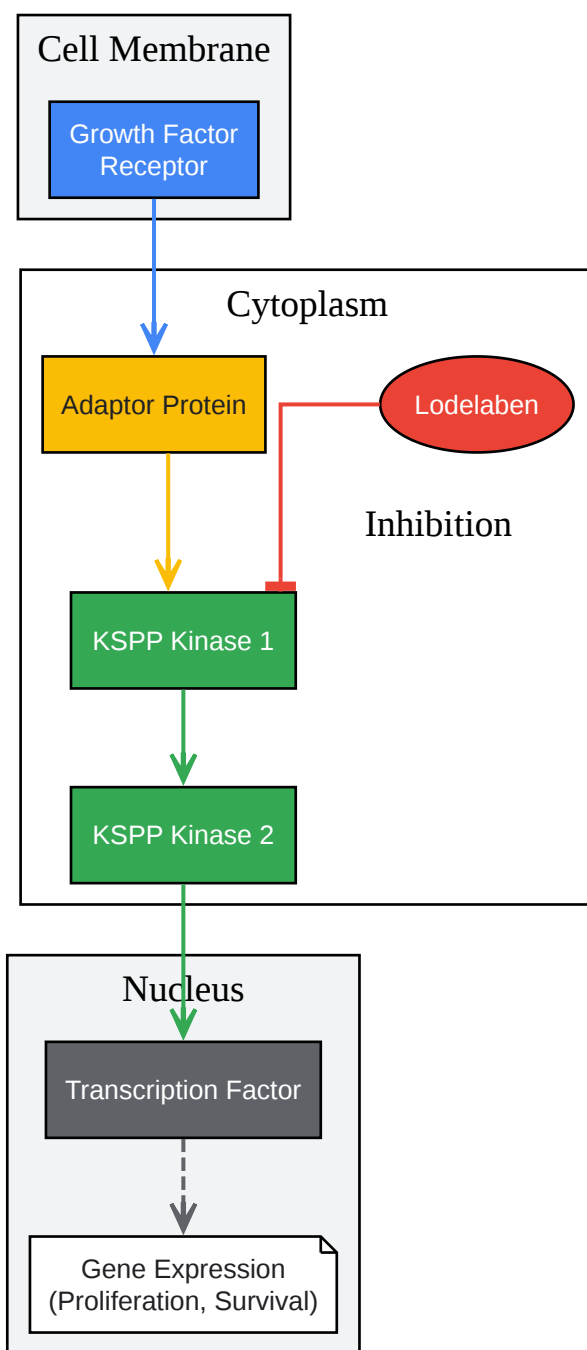 Cell Membrane
Growth Factor
Receptor
Cytoplasm
Adaptor Protein
Lodelaben
Inhibition
KSPP Kinase 1
KSPP Kinase 2
Nucleus
Transcription Factor
Gene Expression
(Proliferation, Survival)